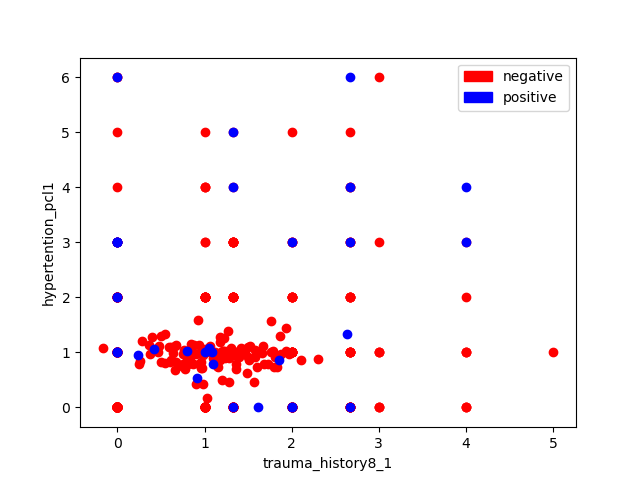 negative
positive
6
5
4
3
2
1
0
hypertention_pcl1
0 1 2 3 4 5
trauma_history8_1